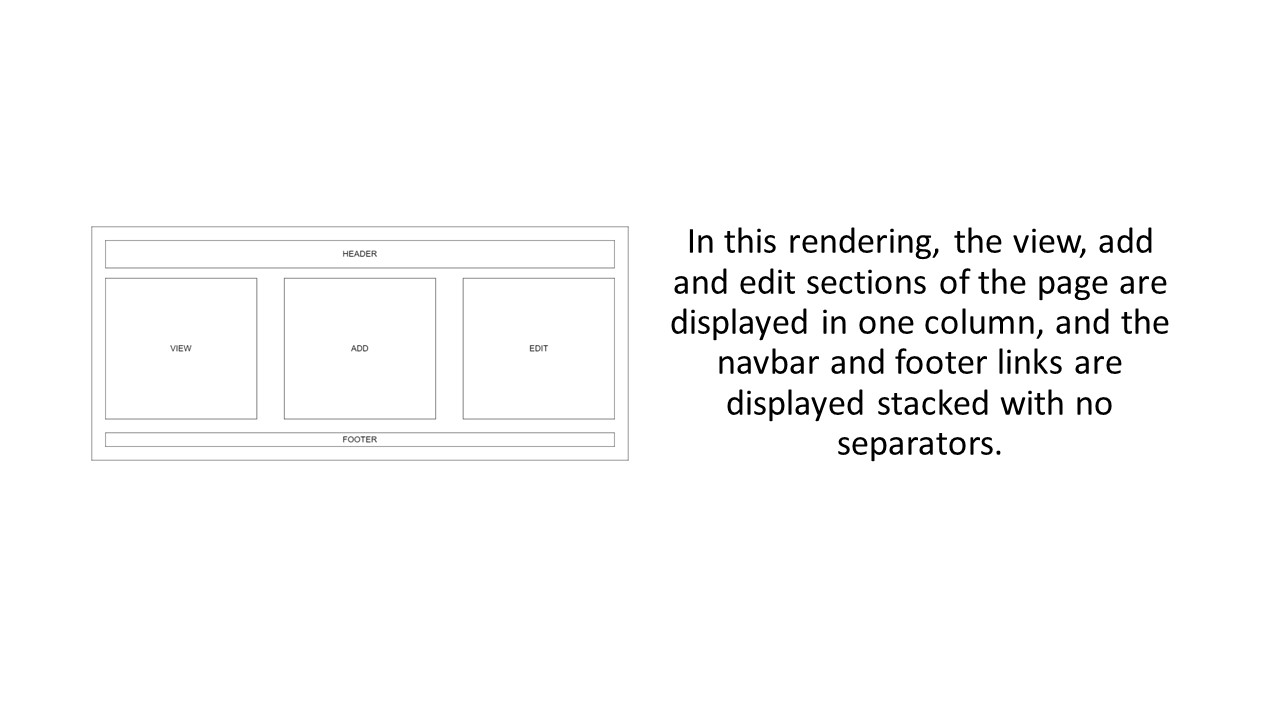 HEADER
VIEW
ADD
EDIT
FOOTER
In this rendering, the view, add
and edit sections of the page are
displayed in one column, and the
navbar and footer links are
displayed stacked with no
separators.